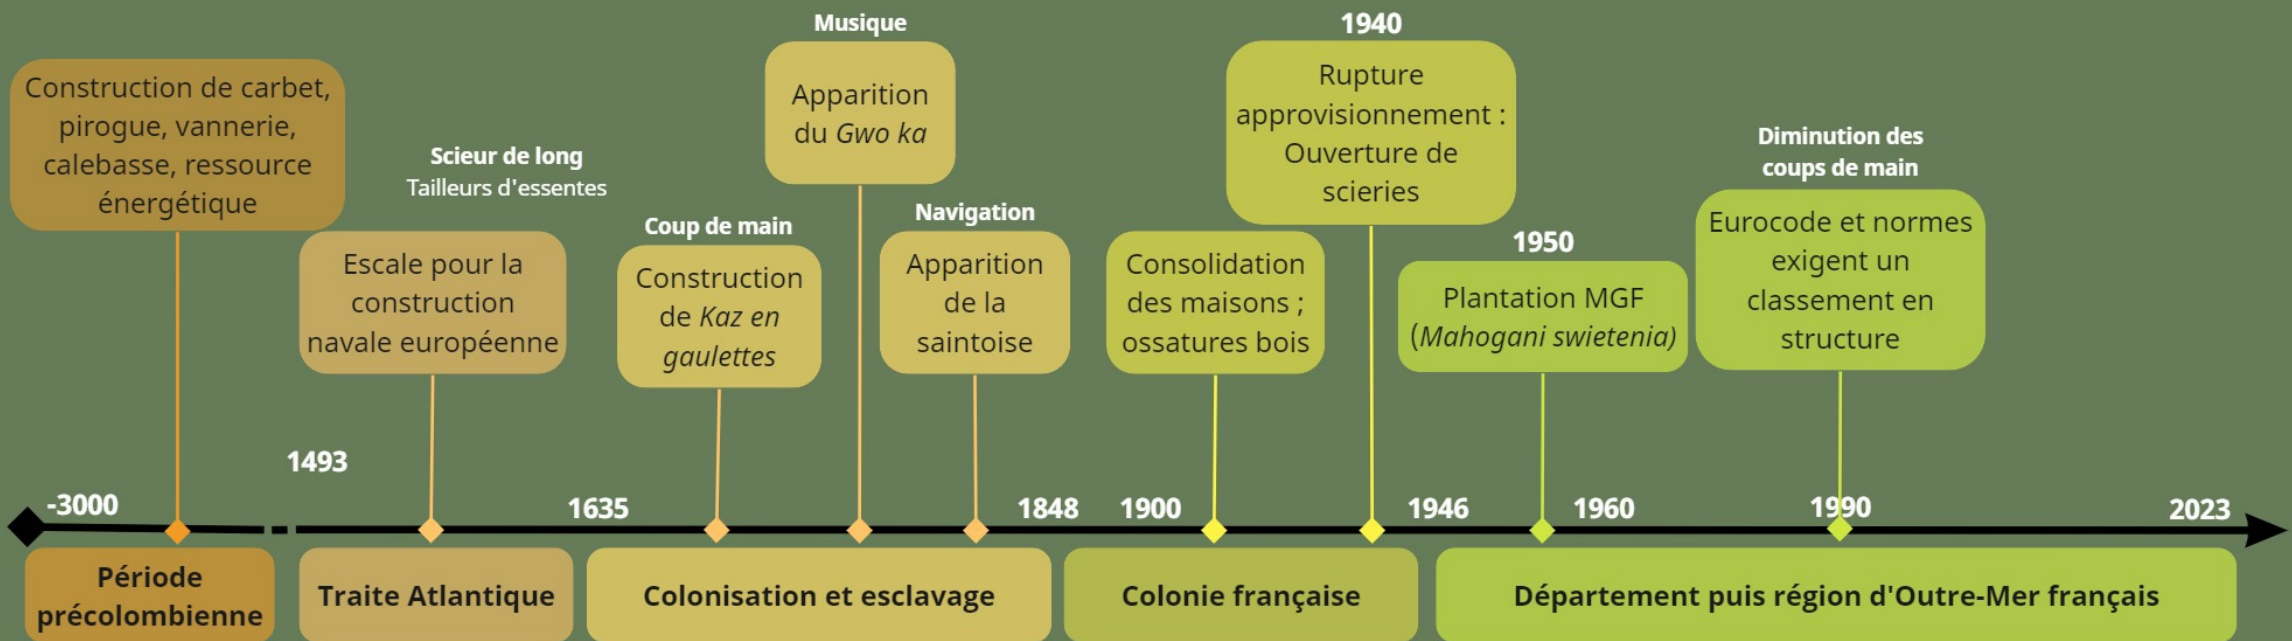 Construction de carbet,
pirogue, vannerie,
calebasse, ressource
énergétique
Scieur de long
Tailleurs d'essentes
Escale pour la
construction
navale européenne
Coup de main
Construction
de Kaz en
gaulettes
Musique
Apparition
du Gwo ka
Navigation
Apparition
de la
saintoise
Consolidation
des maisons ;
ossatures bois
1940
Rupture
approvisionnement :
Ouverture de
scieries
1950
Plantation MGF
(Mahogani swietenia)
Diminution des
coups de main
Eurocode et normes
exigent un
classement en
structure
-3000
1493
1635
1848
1900
1946
1960
1990
2023
Période
précolombienne
Traite Atlantique
Colonisation et esclavage
Colonie française
Département puis région d'Outre-Mer français